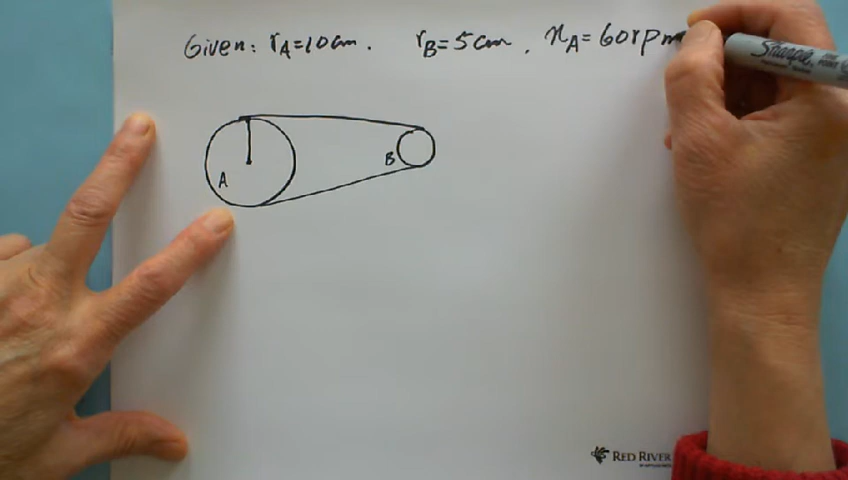 Given: rA=10cm. rB=5cm, nA=60rpm
Sharpie
A
B
RED RIVER